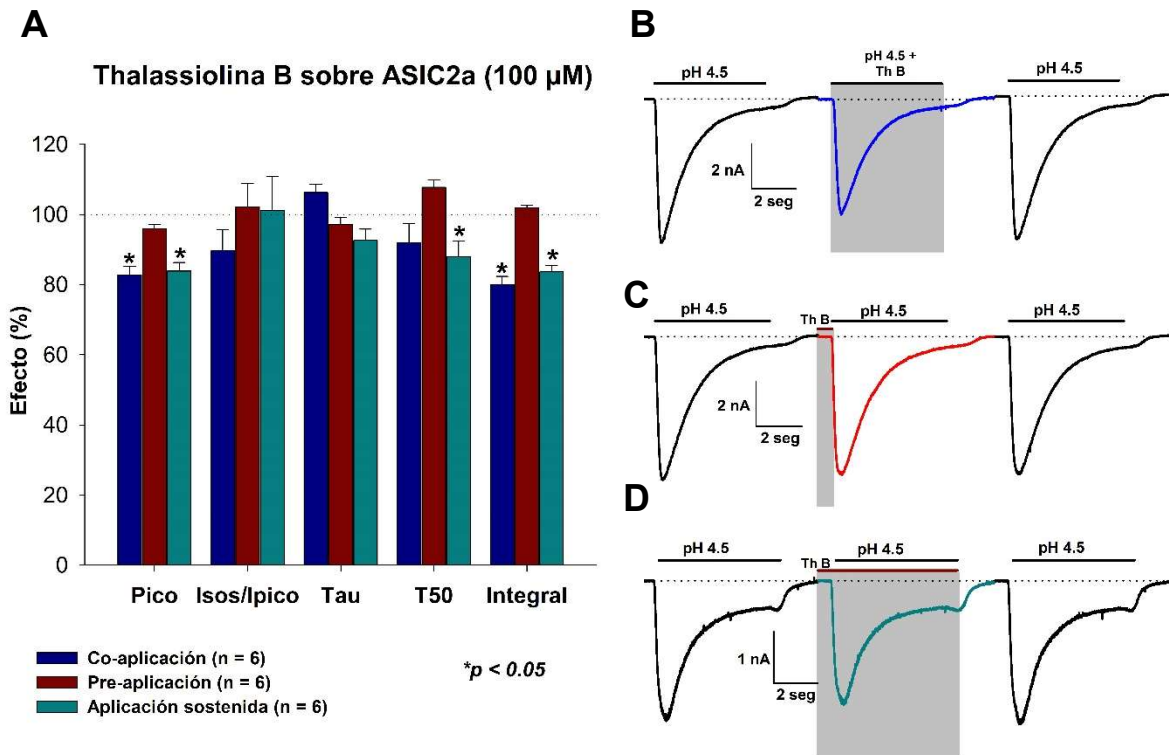 A
Thalassiolina B sobre ASIC2a (100 µM)
Efecto (%)
120
100
80
60
40
20
0
* * * * *
Pico Isos/Ipico Tau T50 Integral
Co-aplicación (n = 6)
Pre-aplicación (n = 6)
Aplicación sostenida (n = 6)
*p < 0.05
B
pH 4.5
pH 4.5 +
Th B
pH 4.5
2 nA
2 seg
C
pH 4.5
Th B
pH 4.5
pH 4.5
2 nA
2 seg
D
pH 4.5
Th B
pH 4.5
pH 4.5
1 nA
2 seg